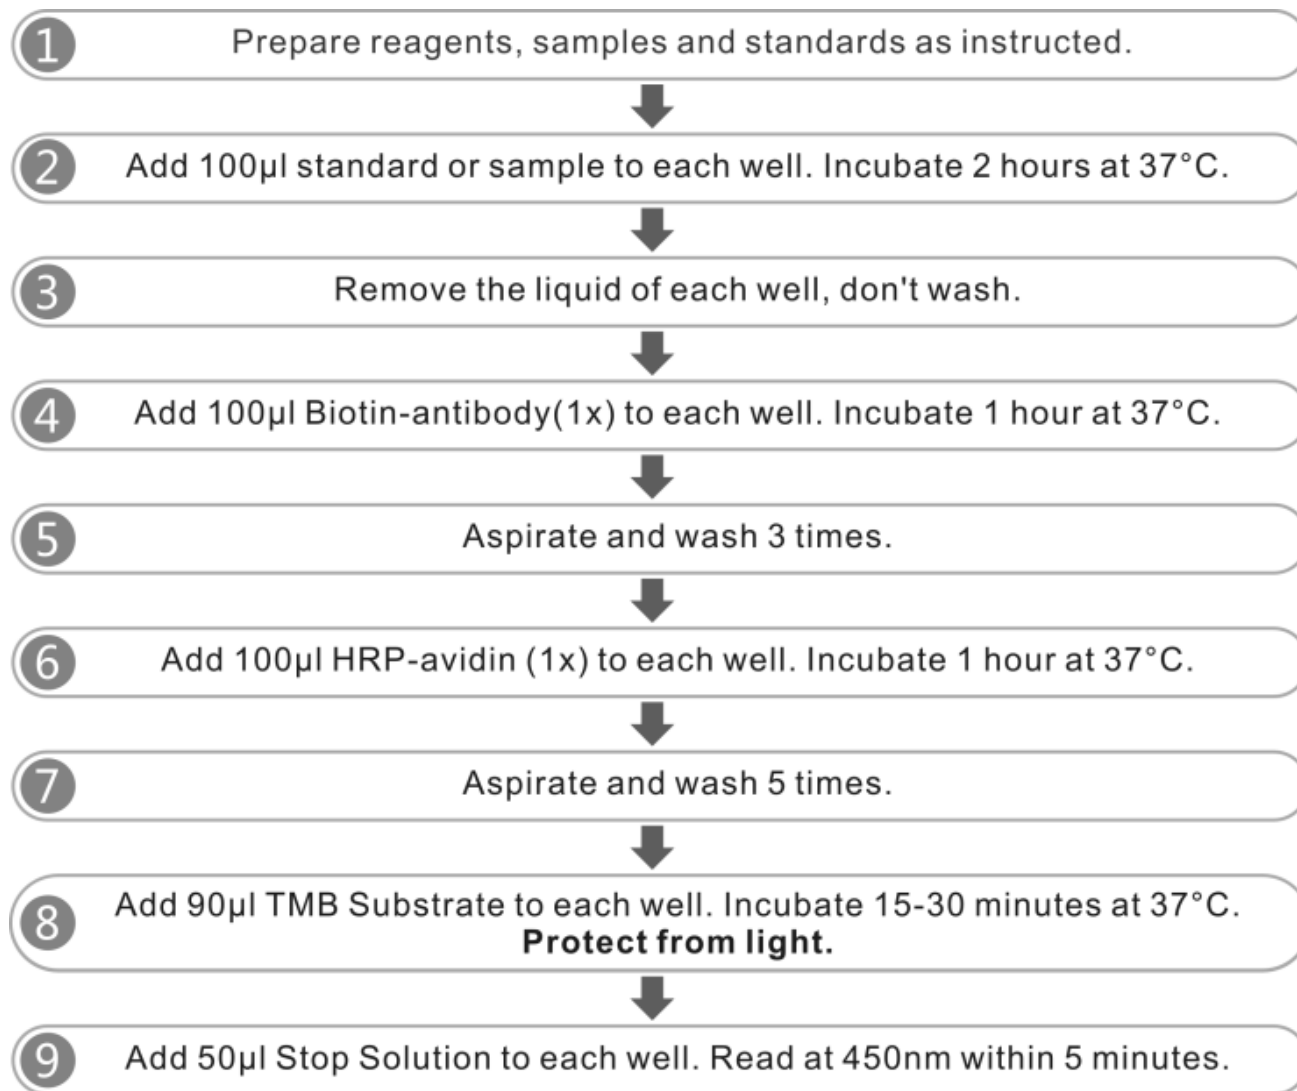 1 Prepare reagents, samples and standards as instructed.
2 Add 100µl standard or sample to each well. Incubate 2 hours at 37°C.
3 Remove the liquid of each well, don't wash.
4 Add 100µl Biotin-antibody(1x) to each well. Incubate 1 hour at 37°C.
5 Aspirate and wash 3 times.
6 Add 100µl HRP-avidin (1x) to each well. Incubate 1 hour at 37°C.
7 Aspirate and wash 5 times.
8 Add 90µl TMB Substrate to each well. Incubate 15-30 minutes at 37°C.
Protect from light.
9 Add 50µl Stop Solution to each well. Read at 450nm within 5 minutes.